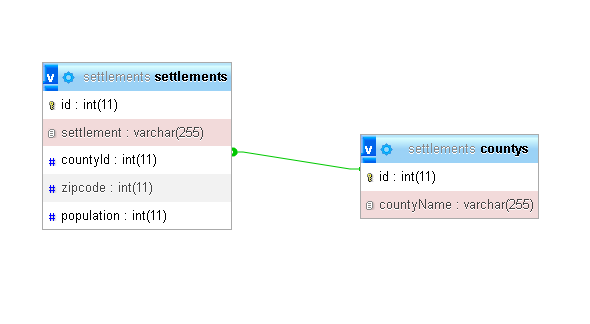 v settlements settlements
id : int(11)
settlement : varchar(255)
# countyId : int(11)
# zipcode : int(11)
# population : int(11)
v settlements countys
id : int(11)
countyName : varchar(255)